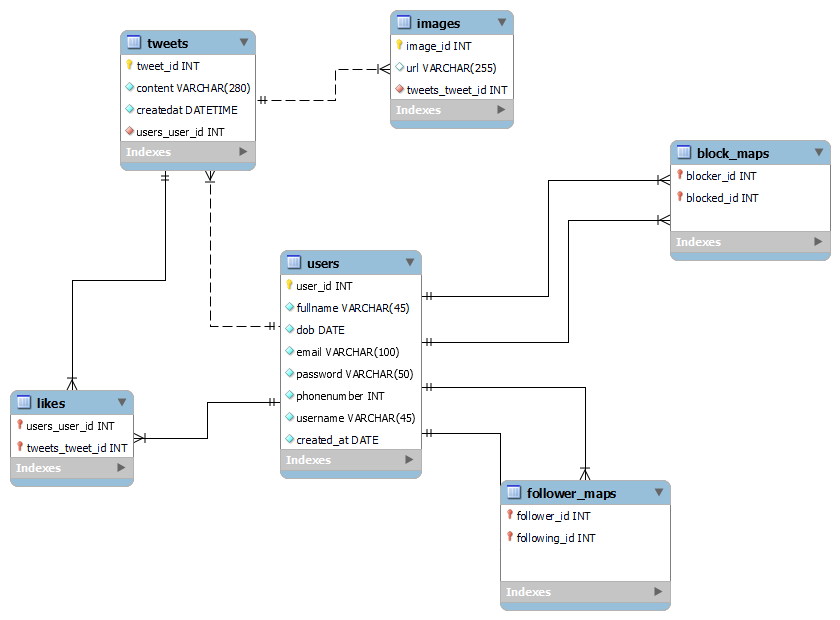 tweets
tweet_id INT
content VARCHAR(280)
createdat DATETIME
users_user_id INT
Indexes
images
image_id INT
url VARCHAR(255)
tweets_tweet_id INT
Indexes
block_maps
blocker_id INT
blocked_id INT
Indexes
users
user_id INT
fullname VARCHAR(45)
dob DATE
email VARCHAR(100)
password VARCHAR(50)
phonenumber INT
username VARCHAR(45)
created_at DATE
Indexes
likes
users_user_id INT
tweets_tweet_id INT
Indexes
follower_maps
follower_id INT
following_id INT
Indexes